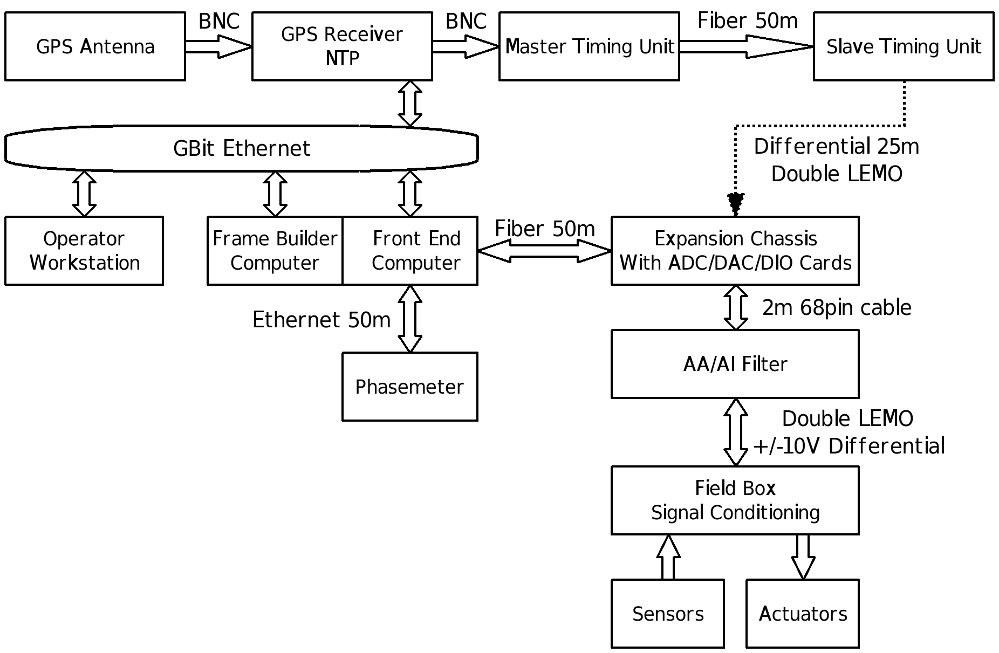 BNC
BNC
Fiber 50m
GPS Antenna
GPS Receiver
NTP
Master Timing Unit
Slave Timing Unit
GBit Ethernet
Differential 25m
Double LEMO
Operator
Workstation
Frame Builder
Computer
Front End
Computer
Fiber 50m
Expansion Chassis
With ADC/DAC/DIO Cards
Ethernet 50m
2m 68pin cable
Phasemeter
AA/AI Filter
Double LEMO
+/-10V Differential
Field Box
Signal Conditioning
Sensors
Actuators